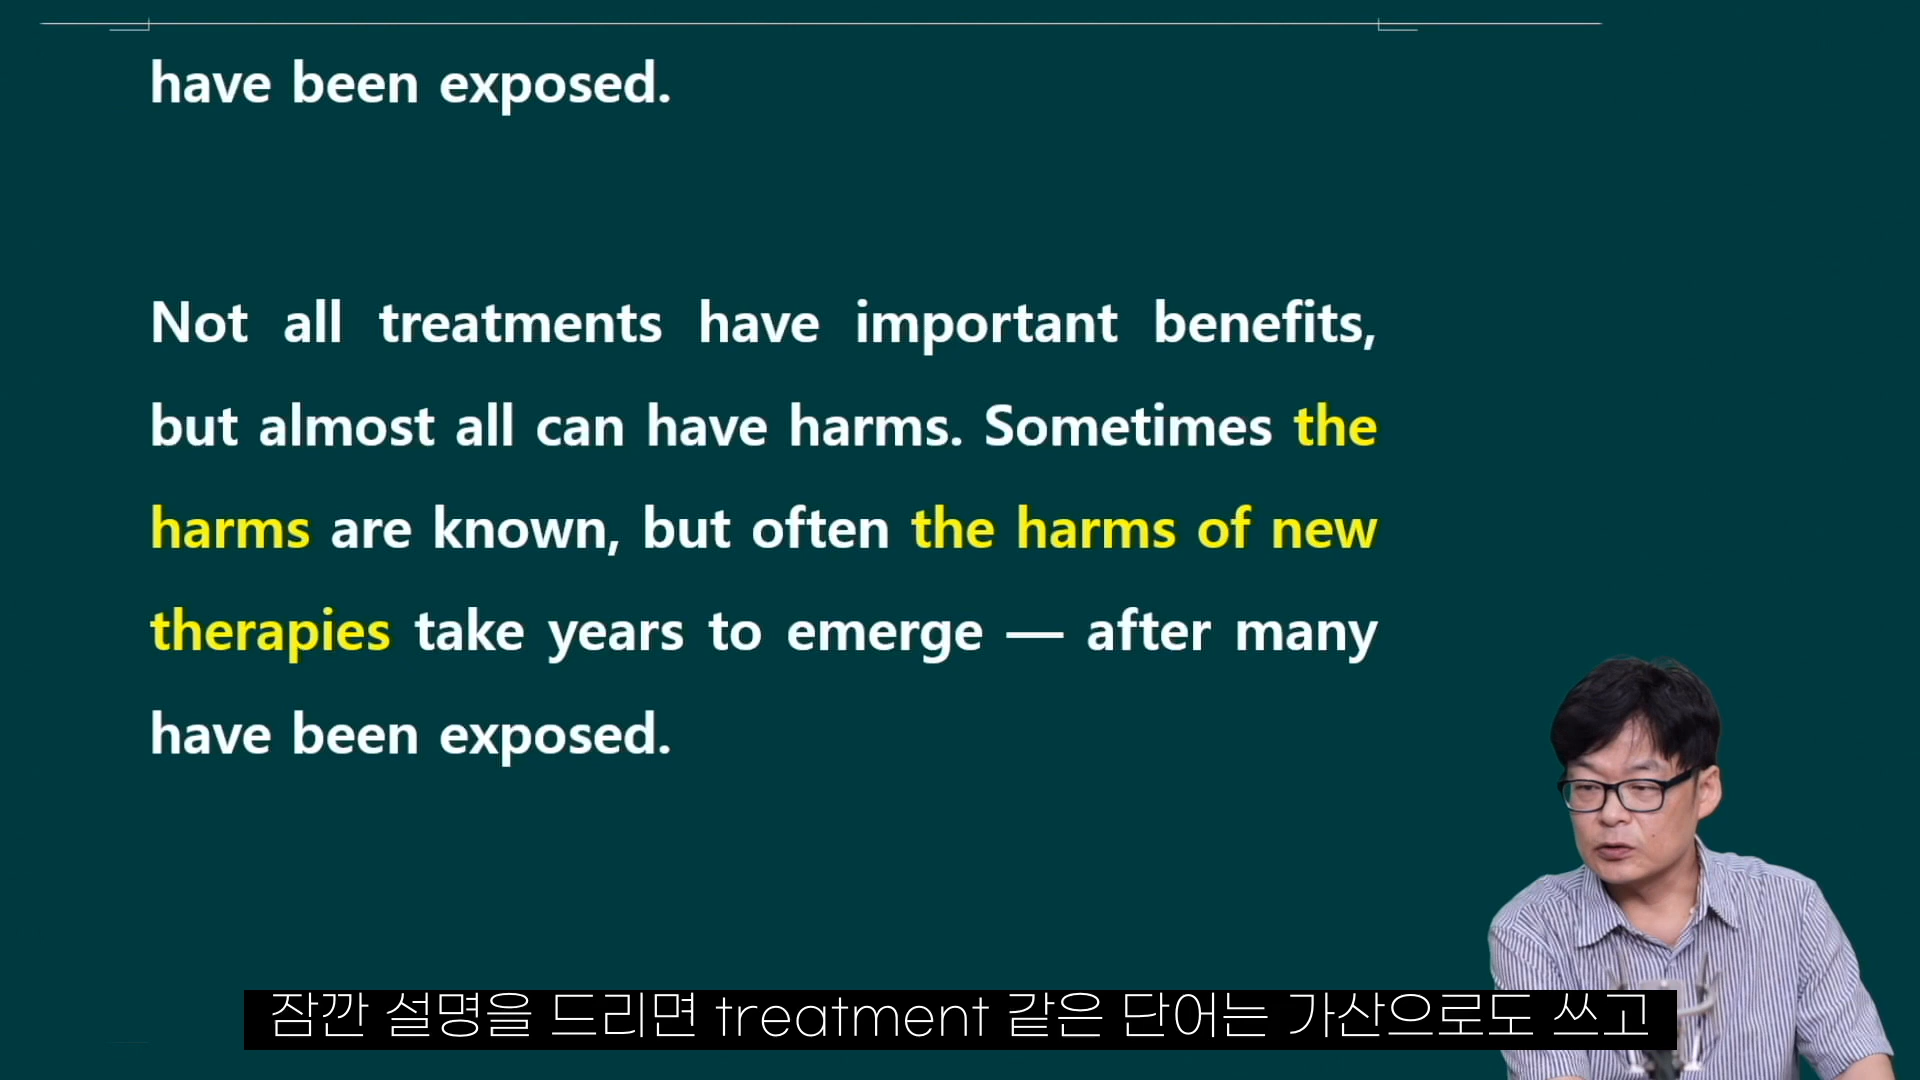 have been exposed.
Not all treatments have important benefits,
but almost all can have harms. Sometimes the
harms are known, but often the harms of new
therapies take years to emerge — after many
have been exposed.
잠깐 설명을 드리면 treatment 같은 단어는 가산으로도 쓰고